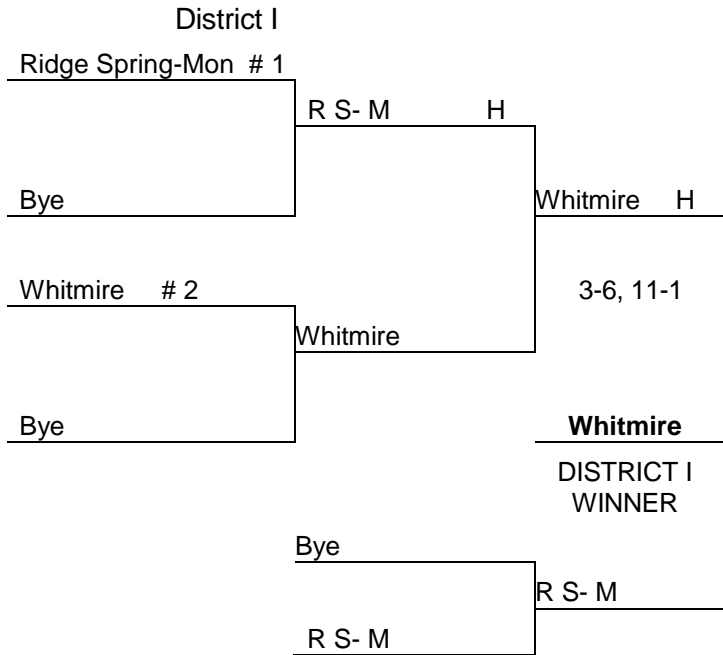 District I
Ridge Spring-Mon # 1
R S- M H
Bye
Whitmire H
Whitmire # 2
3-6, 11-1
Whitmire
Bye
Whitmire
DISTRICT I
WINNER
Bye
R S- M
R S- M